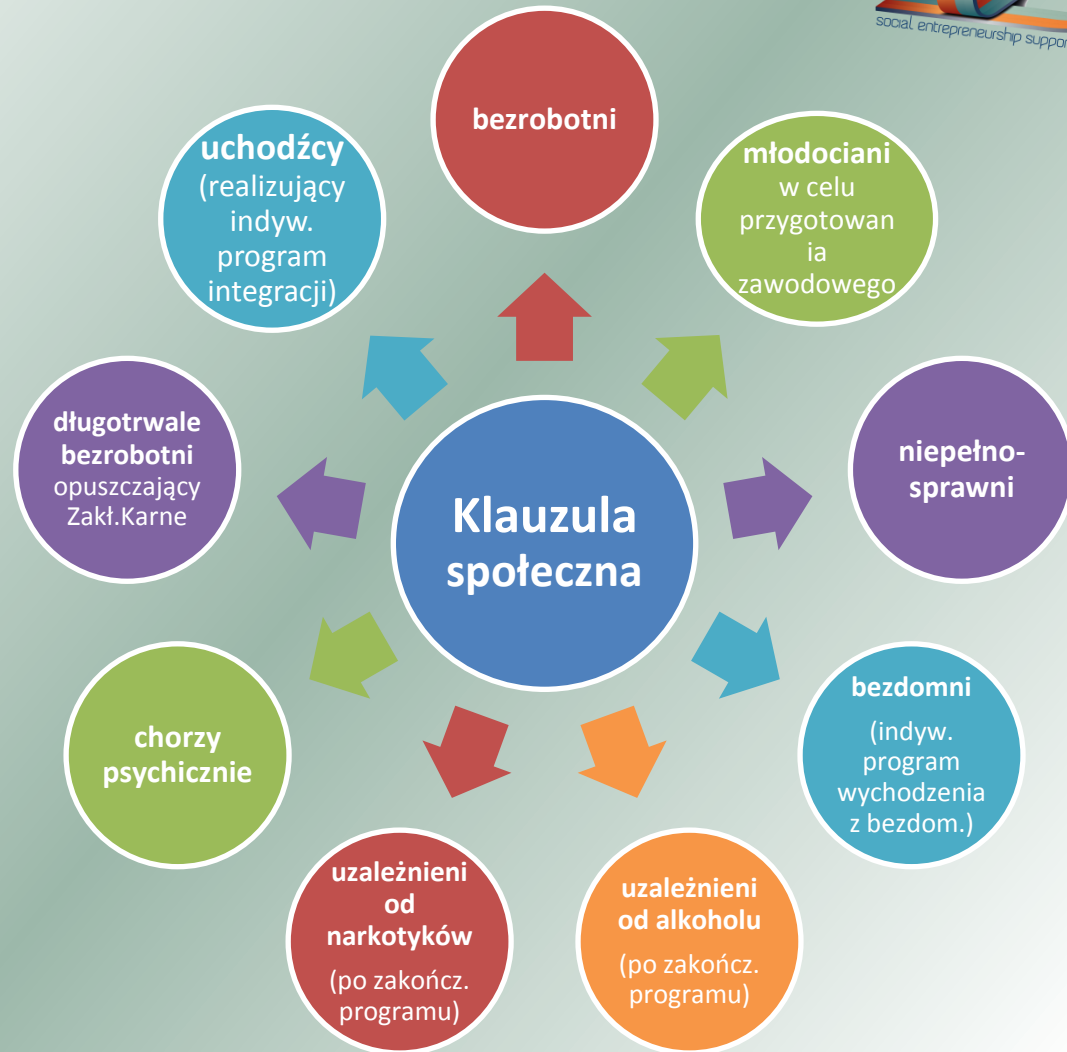 social entrepreneurship suppor
bezrobotni
młodociani
w celu
przygotowan
ia
zawodowego
niepełno-
sprawni
bezdomni
(indyw.
program
wychodzenia
z bezdom.)
uzależnieni
od alkoholu
(po zakończ.
programu)
uzależnieni
od
narkotyków
(po zakończ.
programu)
chorzy
psychicznie
długotrwale
bezrobotni
opuszczający
Zakł.Karne
uchodźcy
(realizujący
indyw.
program
integracji)
Klauzula
społeczna